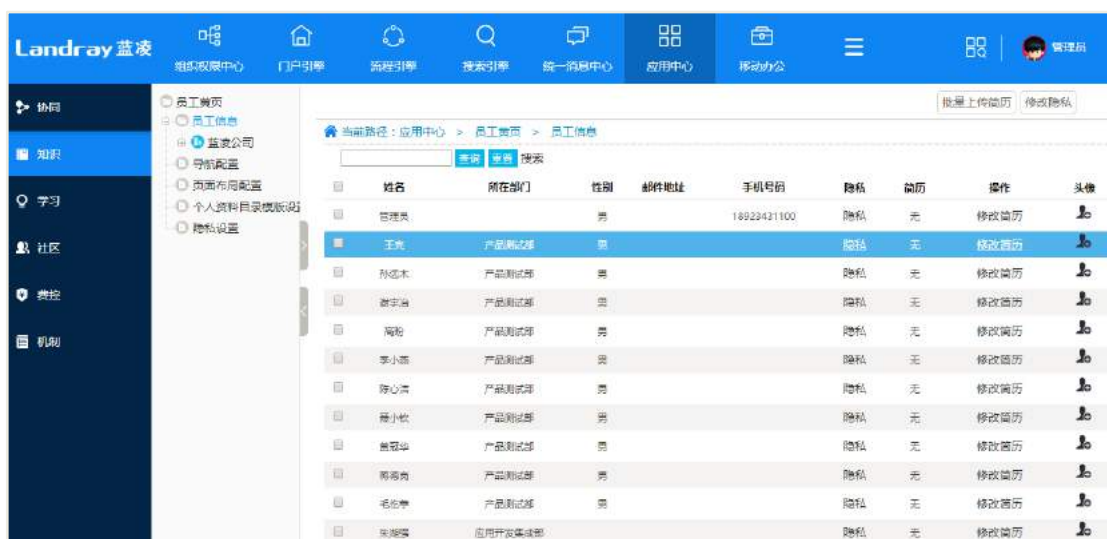 Landray 蓝凌
组织权限中心 门户引擎 流程引擎 搜索引擎 统一消息中心 应用中心 移动办公 管理员
协同
知识
学习
社区
费控
机制
员工黄页
员工信息
蓝凌公司
导航配置
页面布局配置
个人资料目录模版设
隐私设置
批量上传简历 修改隐私
当前路径：应用中心 > 员工黄页 > 员工信息
查询 重置 搜索
姓名 所在部门 性别 邮件地址 手机号码 隐私 简历 操作 头像
管理员 男 18923431100 隐私 无 修改简历
王亮 产品测试部 男 隐私 无 修改简历
产品测试部 男 隐私 无 修改简历
产品测试部 男 隐私 无 修改简历
产品测试部 男 隐私 无 修改简历
产品测试部 男 隐私 无 修改简历
陈心洁 产品测试部 男 隐私 无 修改简历
产品测试部 男 隐私 无 修改简历
曾冠华 产品测试部 男 隐私 无 修改简历
产品测试部 男 隐私 无 修改简历
产品测试部 男 隐私 无 修改简历
应用开发集成部 隐私 无 修改简历